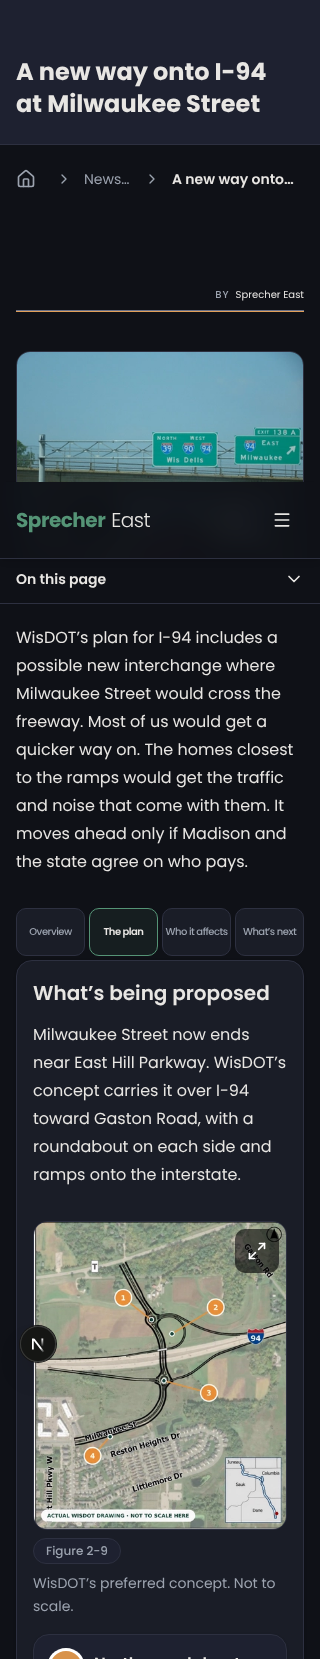 A new way onto I-94
at Milwaukee Street
News...
A new way onto...
BY Sprecher East
NORTH WEST
39 90 94
Wis Dells
EXIT 138 A
94 EAST
Milwaukee
Sprecher East
On this page
WisDOT's plan for I-94 includes a
possible new interchange where
Milwaukee Street would cross the
freeway. Most of us would get a
quicker way on. The homes closest
to the ramps would get the traffic
and noise that come with them. It
moves ahead only if Madison and
the state agree on who pays.
Overview
The plan
Who it affects
What's next
What's being proposed
Milwaukee Street now ends
near East Hill Parkway. WisDOT's
concept carries it over I-94
toward Gaston Road, with a
roundabout on each side and
ramps onto the interstate.
T
Rd
1
2
94
N
3
Milwaukee St
4
Reston Heights Dr
Littlemore Dr
t Hill Pkwy W
Juneau
Columbia
Sauk
Dane
ACTUAL WISDOT DRAWING • NOT TO SCALE HERE
Figure 2-9
WisDOT's preferred concept. Not to
scale.